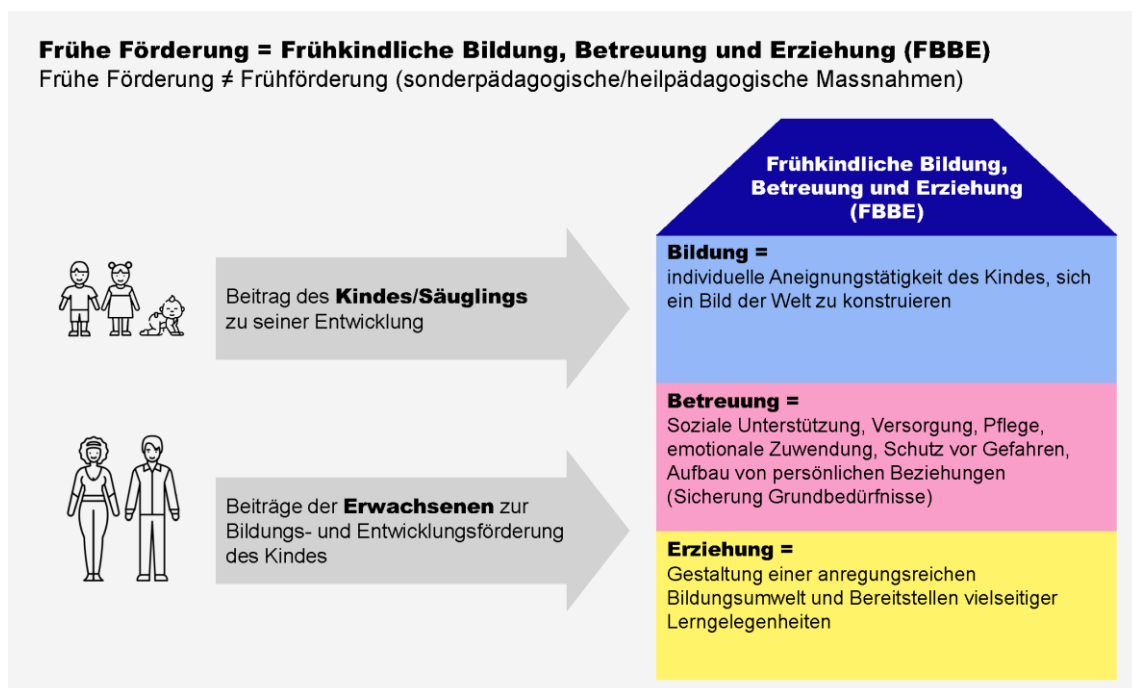 Frühe Förderung = Frühkindliche Bildung, Betreuung und Erziehung (FBBE)
Frühe Förderung ≠ Frühförderung (sonderpädagogische/heilpädagogische Massnahmen)
Frühkindliche Bildung,
Betreuung und Erziehung
(FBBE)
Beitrag des Kindes/Säuglings
zu seiner Entwicklung
Bildung =
individuelle Aneignungstätigkeit des Kindes, sich
ein Bild der Welt zu konstruieren
Beiträge der Erwachsenen zur
Bildungs- und Entwicklungsförderung
des Kindes
Betreuung =
Soziale Unterstützung, Versorgung, Pflege,
emotionale Zuwendung, Schutz vor Gefahren,
Aufbau von persönlichen Beziehungen
(Sicherung Grundbedürfnisse)
Erziehung =
Gestaltung einer anregungsreichen
Bildungsumwelt und Bereitstellen vielseitiger
Lerngelegenheiten